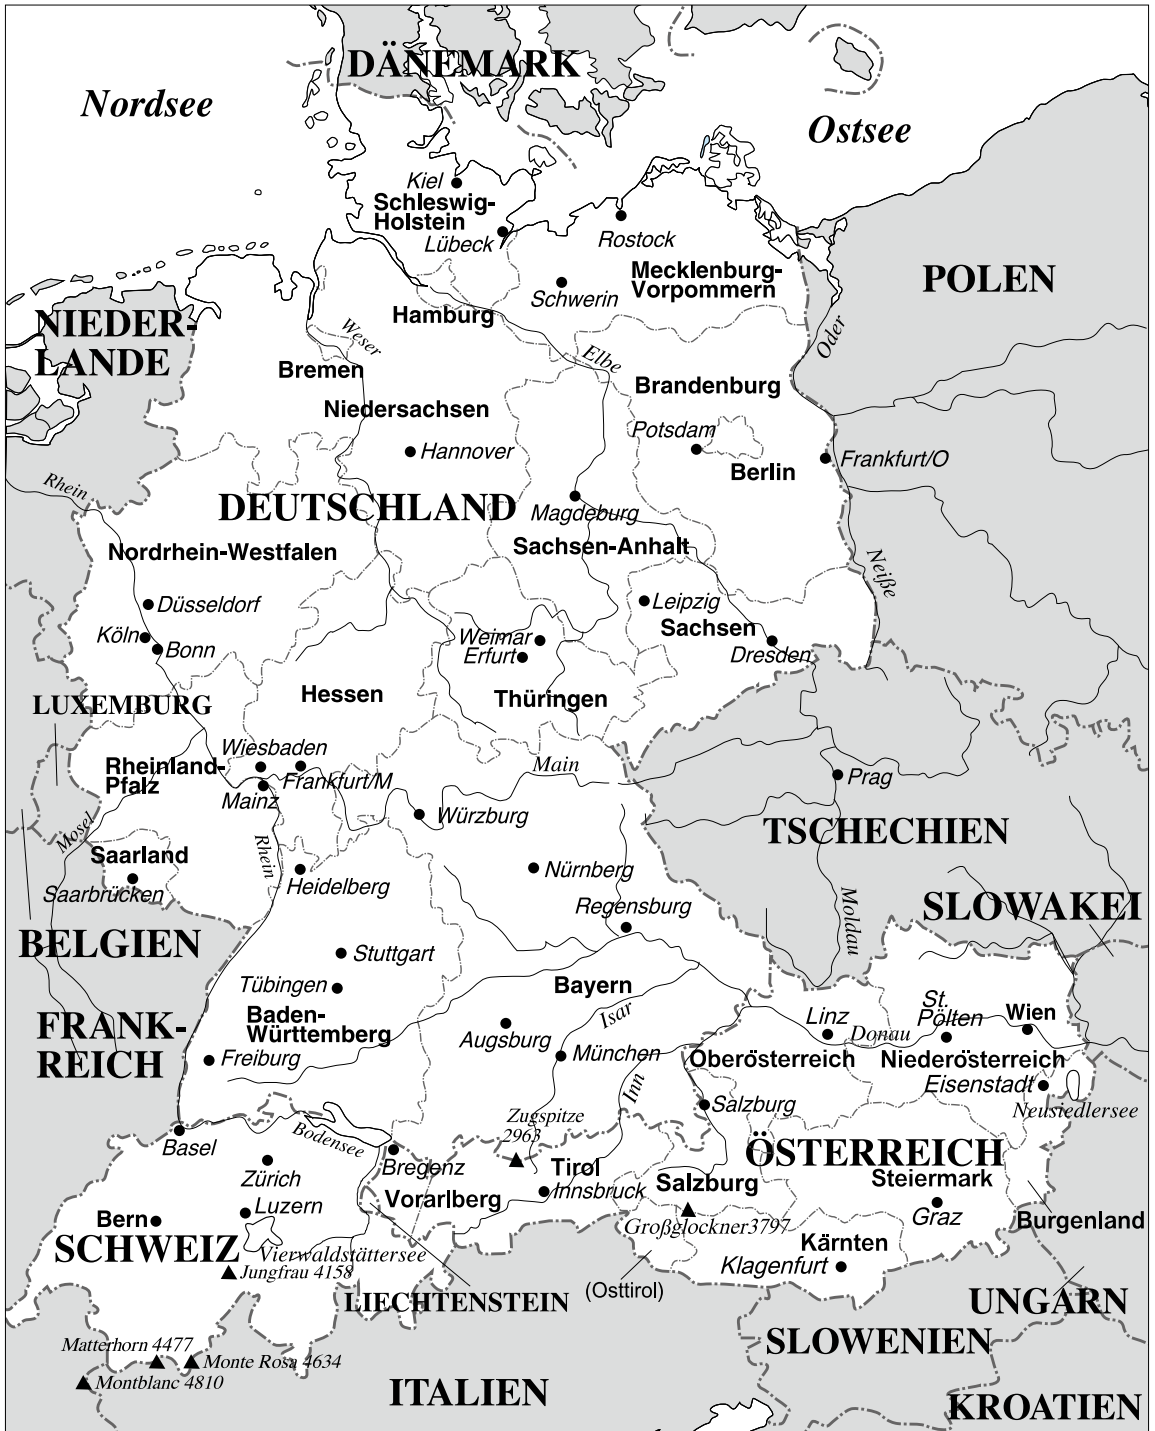 DÄNEMARK
Nordsee
Ostsee
Kiel
Schleswig-
Holstein
Lübeck
Rostock
Mecklenburg-
Vorpommern
Schwerin
POLEN
NIEDER-
LANDE
Hamburg
Weser
Oder
Elbe
Bremen
Brandenburg
Niedersachsen
Potsdam
Hannover
Berlin
Frankfurt/O
Rhein
DEUTSCHLAND
Magdeburg
Nordrhein-Westfalen
Sachsen-Anhalt
Neiße
Düsseldorf
Leipzig
Köln
Bonn
Weimar
Erfurt
Sachsen
Dresden
LUXEMBURG
Hessen
Thüringen
Wiesbaden
Rheinland-
Pfalz
Frankfurt/M
Main
Prag
Mainz
Würzburg
Mosel
Rhein
TSCHECHIEN
Saarland
Saarbrücken
Heidelberg
Nürnberg
Regensburg
Moldau
SLOWAKEI
BELGIEN
Stuttgart
Tübingen
Bayern
Baden-
Württemberg
Isar
Linz
St.
Pölten
Wien
FRANK-
REICH
Augsburg
München
Donau
Freiburg
Oberösterreich
Niederösterreich
Inn
Eisenstadt
Salzburg
Neusiedlersee
Zugspitze
2963
Basel
Bodensee
Bregenz
ÖSTERREICH
Zürich
Tirol
Vorarlberg
Innsbruck
Salzburg
Steiermark
Luzern
Graz
Bern
Großglockner3797
Burgenland
SCHWEIZ
Vierwaldstättersee
Kärnten
Jungfrau 4158
Klagenfurt
LIECHTENSTEIN
(Osttirol)
UNGARN
Matterhorn 4477
SLOWENIEN
Monte Rosa 4634
Montblanc 4810
ITALIEN
KROATIEN